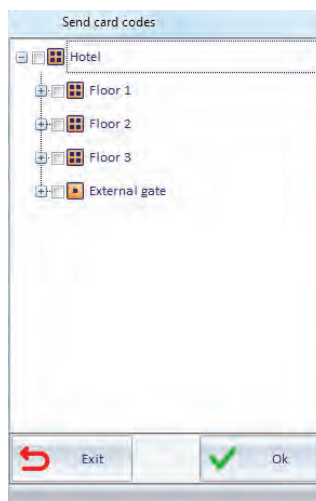 Send card codes
Hotel
Floor 1
Floor 2
Floor 3
External gate
Exit
Ok